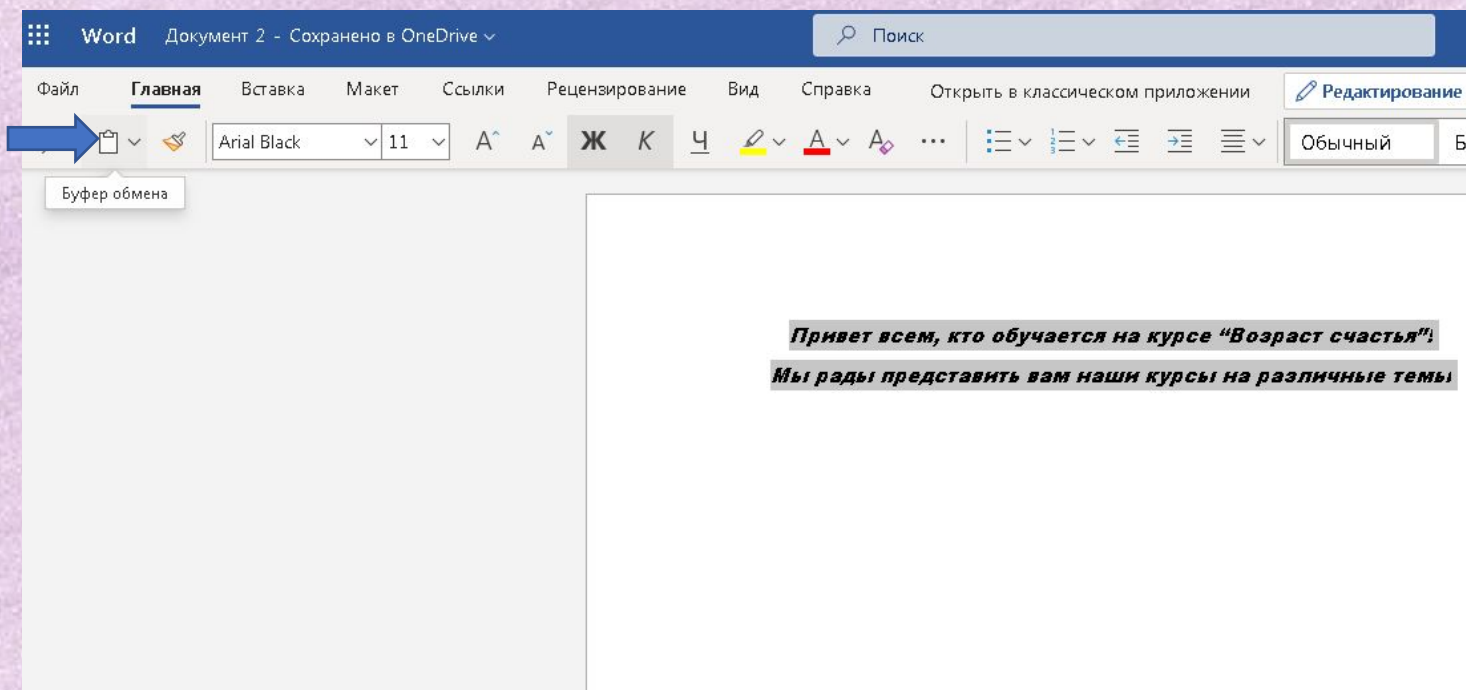 Word Документ 2 - Сохранено в OneDrive Поиск
Файл Главная Вставка Макет Ссылки Рецензирование Вид Справка Открыть в классическом приложении Редактирование
Arial Black 11 А А Ж К Ч А А Обычный Б
Буфер обмена
Привет всем, кто обучается на курсе “Возраст счастья”!
Мы рады представить вам наши курсы на различные темы